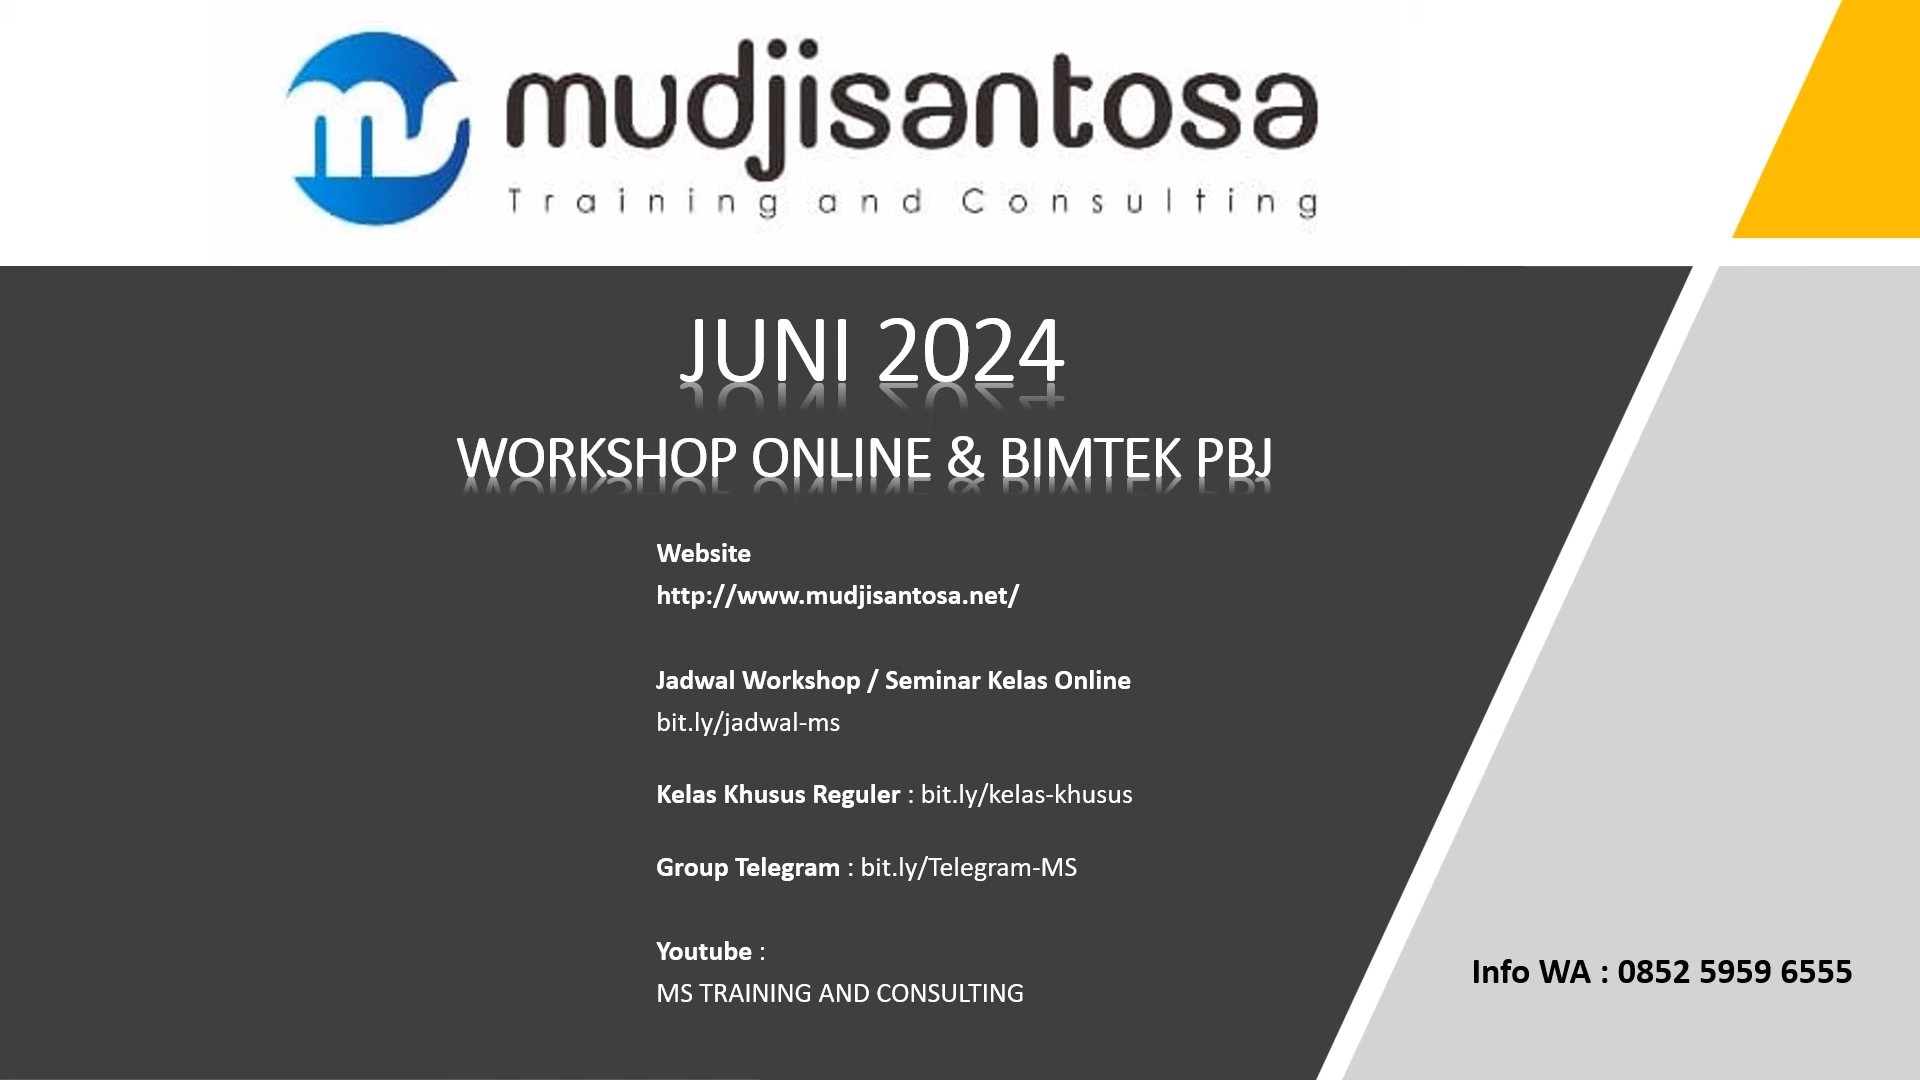 ms mudjisantosa
Training and Consulting
JUNI 2024
WORKSHOP ONLINE & BIMTEK PBJ
Website
http://www.mudjisantosa.net/
Jadwal Workshop / Seminar Kelas Online
bit.ly/jadwal-ms
Kelas Khusus Reguler : bit.ly/kelas-khusus
Group Telegram : bit.ly/Telegram-MS
Youtube :
MS TRAINING AND CONSULTING
Info WA : 0852 5959 6555